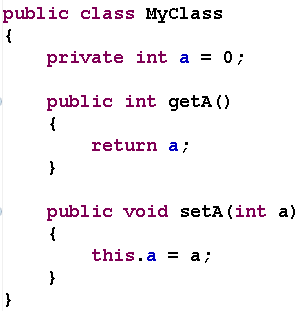 public class MyClass
{
    private int a = 0;

    public int getA()
    {
        return a;
    }

    public void setA(int a)
    {
        this.a = a;
    }
}